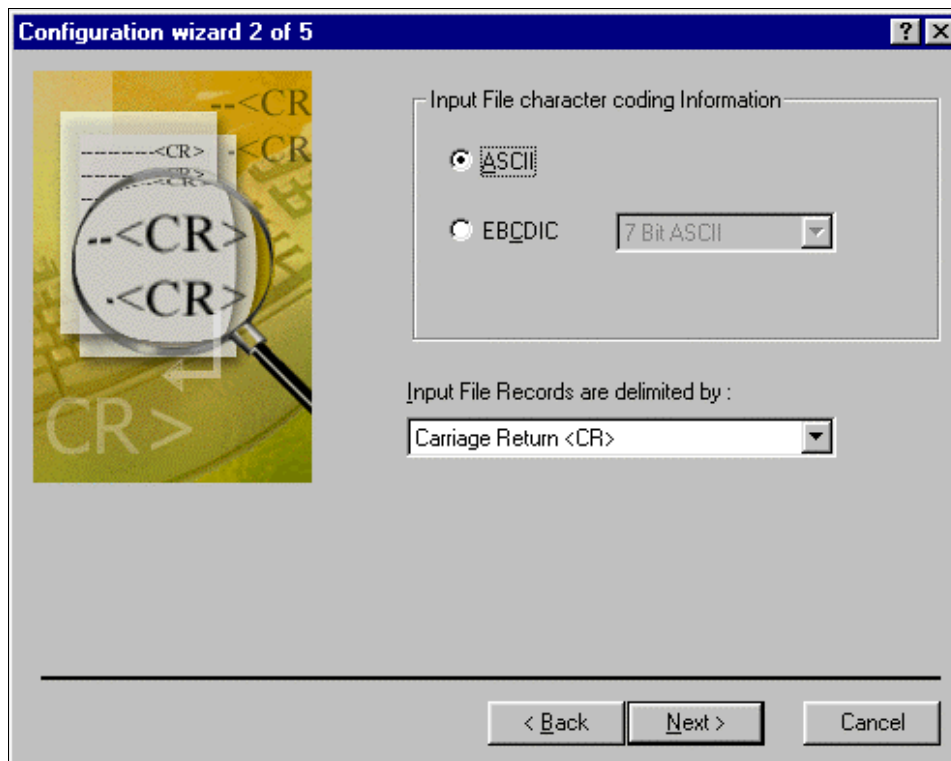 Configuration wizard 2 of 5
--<CR
-<CR
---------<CR>
--<CR>
.<CR>
CR>
Input File character coding Information
ASCII
EBCDIC
7 Bit ASCII
Input File Records are delimited by :
Carriage Return <CR>
< Back
Next >
Cancel